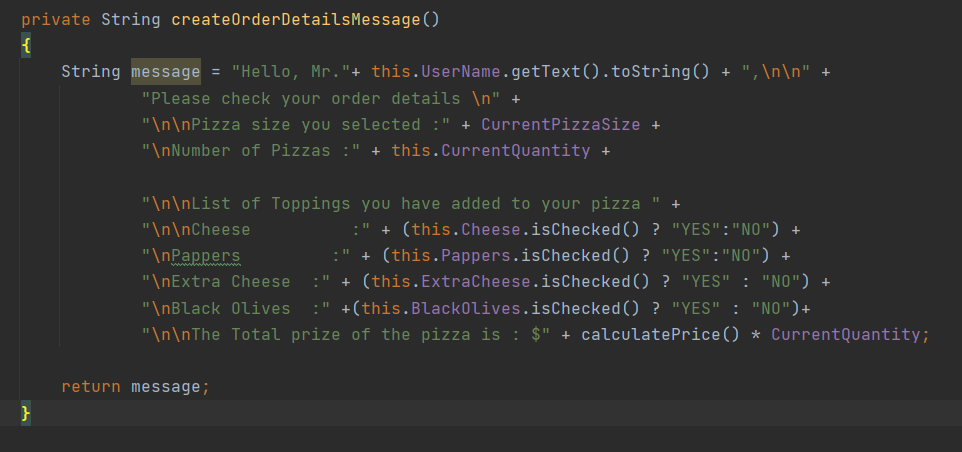 private String createOrderDetailsMessage()
{
String message = "Hello, Mr."+ this.UserName.getText().toString() + ",\n\n" +
"Please check your order details \n" +
"\n\nPizza size you selected :" + CurrentPizzaSize +
"\nNumber of Pizzas :" + this.CurrentQuantity +
"\n\nList of Toppings you have added to your pizza " +
"\n\nCheese          :" + (this.Cheese.isChecked() ? "YES":"NO") +
"\nPappers         :" + (this.Peppers.isChecked() ? "YES":"NO") +
"\nExtra Cheese  :" + (this.ExtraCheese.isChecked() ? "YES" : "NO") +
"\nBlack Olives  :" +(this.BlackOlives.isChecked() ? "YES" : "NO")+
"\n\nThe Total prize of the pizza is : $" + calculatePrice() * CurrentQuantity;
return message;
}